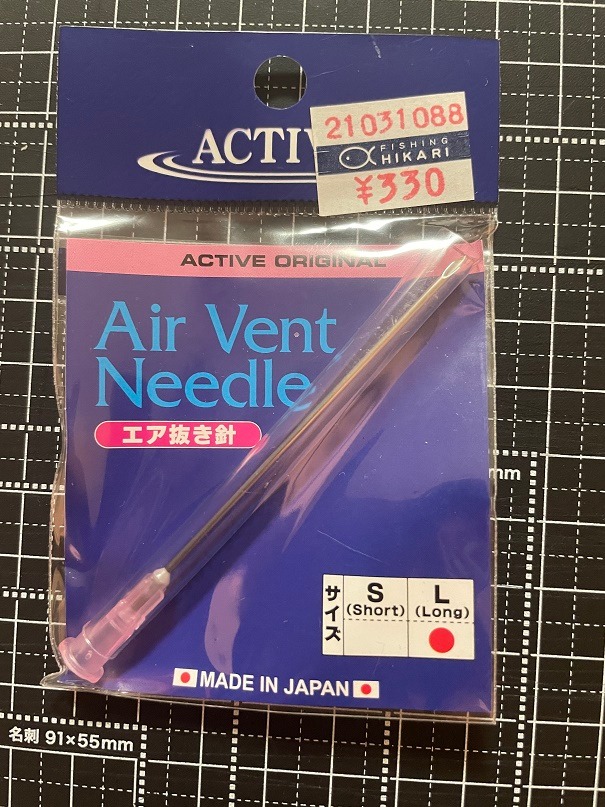 ACTIV
21031088
FISHING
HIKARI
¥330
ACTIVE ORIGINAL
Air Vent
Needle
エア抜き針
mm
サイズ
S
(Short)
L
(Long)
MADE IN JAPAN
名刺 91×55mm